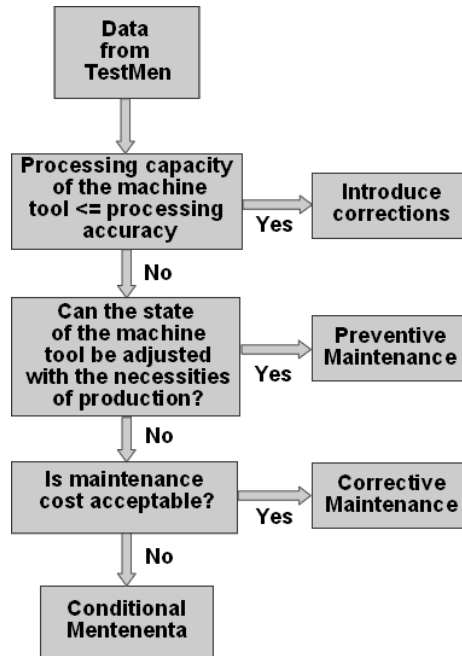 Data
from
TestMen
Processing capacity
of the machine
tool <= processing
accuracy
Yes
Introduce
corrections
No
Can the state
of the machine
tool be adjusted
with the necessities
of production?
Yes
Preventive
Maintenance
No
Is maintenance
cost acceptable?
Yes
Corrective
Maintenance
No
Conditional
Mentenenta